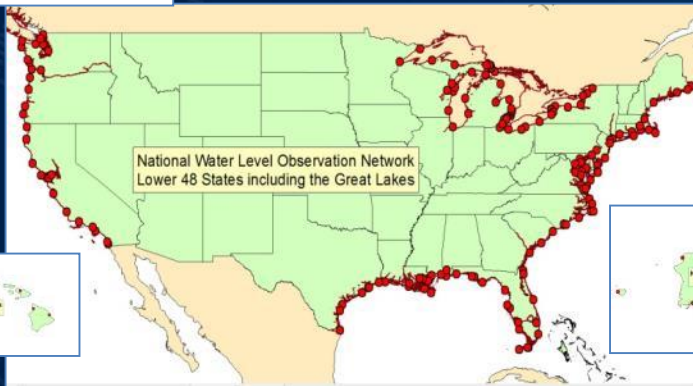 National Water Level Observation Network
Lower 48 States including the Great Lakes